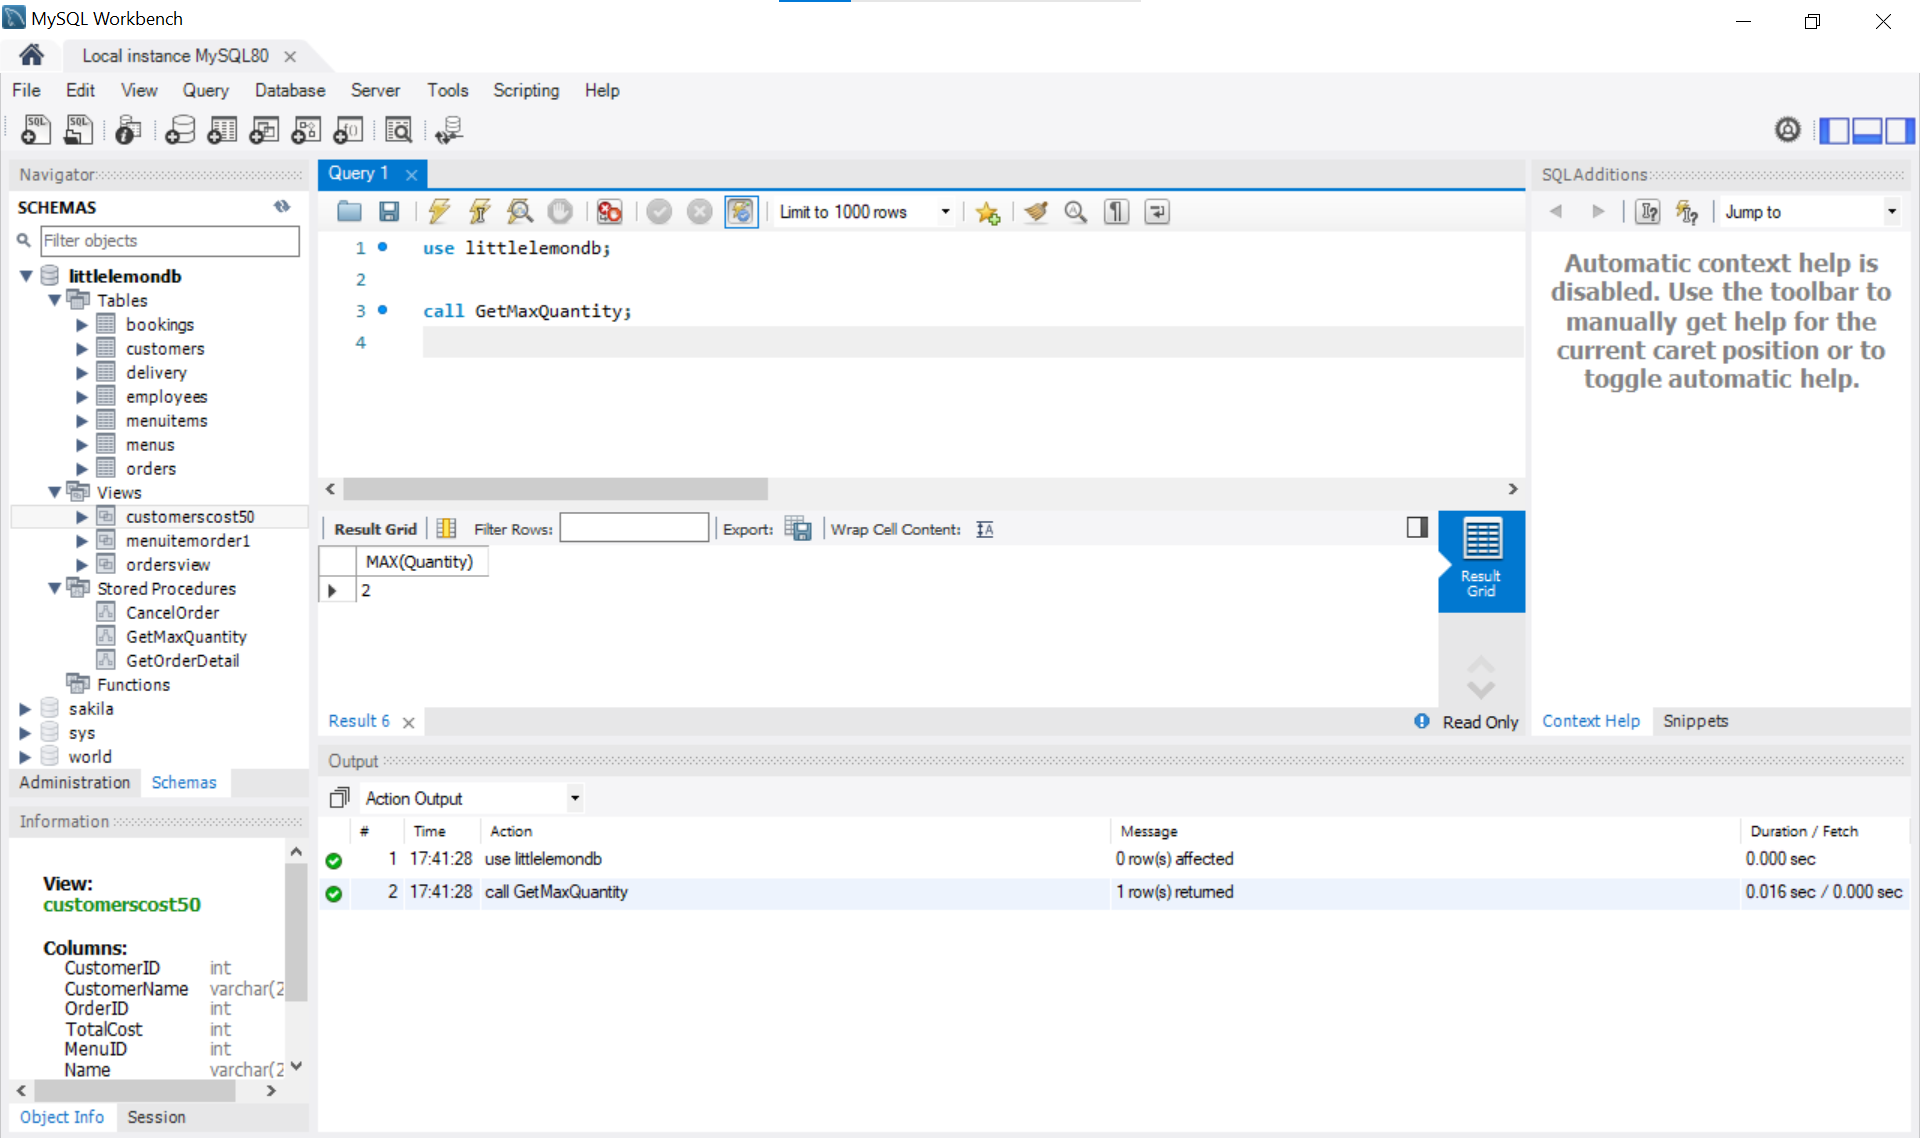 MySQL Workbench
Local instance MySQL80
File Edit View Query Database Server Tools Scripting Help
Navigator
SCHEMAS
Filter objects
littlelemondb
Tables
bookings
customers
delivery
employees
menuitems
menus
orders
Views
customerscost50
menuitemorder1
ordersview
Stored Procedures
CancelOrder
GetMaxQuantity
GetOrderDetail
Functions
sakila
sys
world
Administration Schemas
Information
View:
customerscost50
Columns:
CustomerID int
CustomerName varchar(2
OrderID int
TotalCost int
MenuID int
Name varchar(2
Object Info Session
Query 1
Limit to 1000 rows
1 use littlelemondb;
2
3 call GetMaxQuantity;
4
Result Grid Filter Rows: Export: Wrap Cell Content:
MAX(Quantity)
2
Result
Grid
Result 6 Read Only
SQLAdditions
Jump to
Automatic context help is
disabled. Use the toolbar to
manually get help for the
current caret position or to
toggle automatic help.
Context Help Snippets
Output
Action Output
# Time Action Message Duration / Fetch
1 17:41:28 use littlelemondb 0 row(s) affected 0.000 sec
2 17:41:28 call GetMaxQuantity 1 row(s) returned 0.016 sec / 0.000 sec